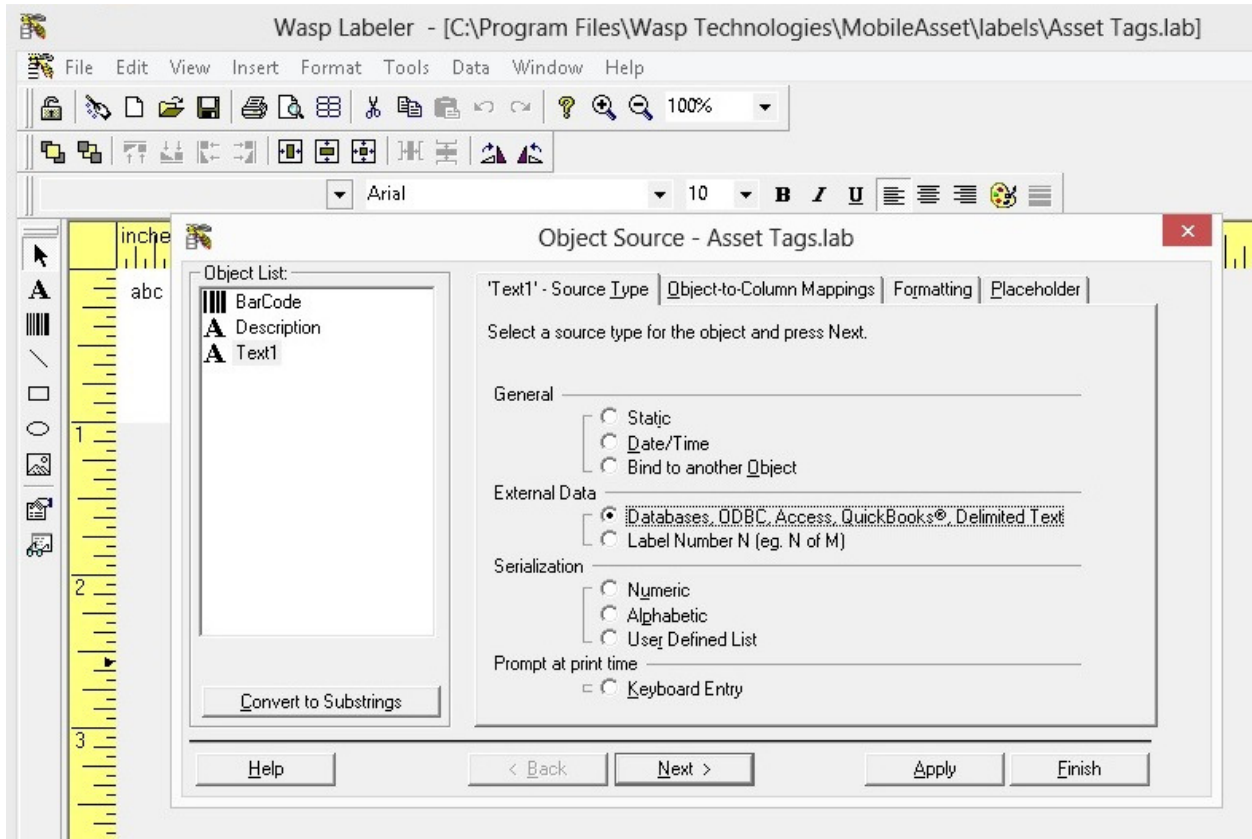 Wasp Labeler - [C:\Program Files\Wasp Technologies\MobileAsset\labels\Asset Tags.lab]
File Edit View Insert Format Tools Data Window Help
100%
Arial 10 B I U
inche
Object Source - Asset Tags.lab
abc
1
2
3
Object List:
BarCode
Description
Text1
Convert to Substrings
'Text1' - Source Type Object-to-Column Mappings Formatting Placeholder
Select a source type for the object and press Next.
General
Static
Date/Time
Bind to another Object
External Data
Databases, ODBC, Access, QuickBooks®, Delimited Text
Label Number N (eg. N of M)
Serialization
Numeric
Alphabetic
User Defined List
Prompt at print time
Keyboard Entry
Help < Back Next > Apply Finish